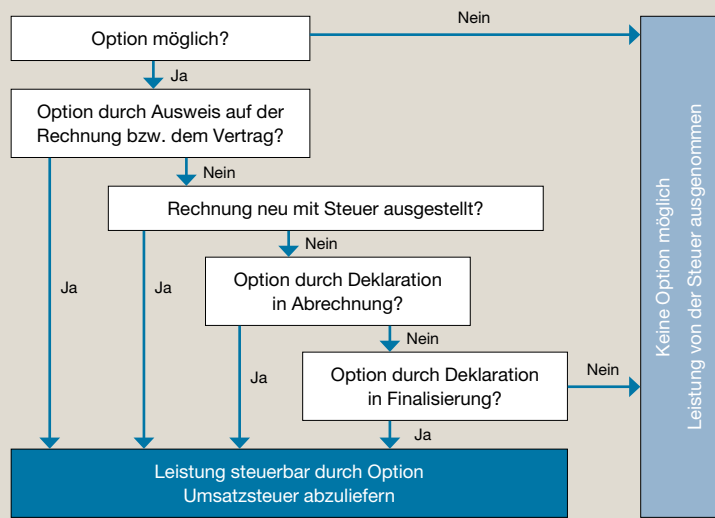 Option möglich?
Nein
Ja
Option durch Ausweis auf der
Rechnung bzw. dem Vertrag?
Nein
Rechnung neu mit Steuer ausgestellt?
Nein
Option durch Deklaration
in Abrechnung?
Ja
Ja
Nein
Ja
Option durch Deklaration
in Finalisierung?
Nein
Ja
Leistung steuerbar durch Option
Umsatzsteuer abzuliefern
Keine Option möglich
Leistung von der Steuer ausgenommen